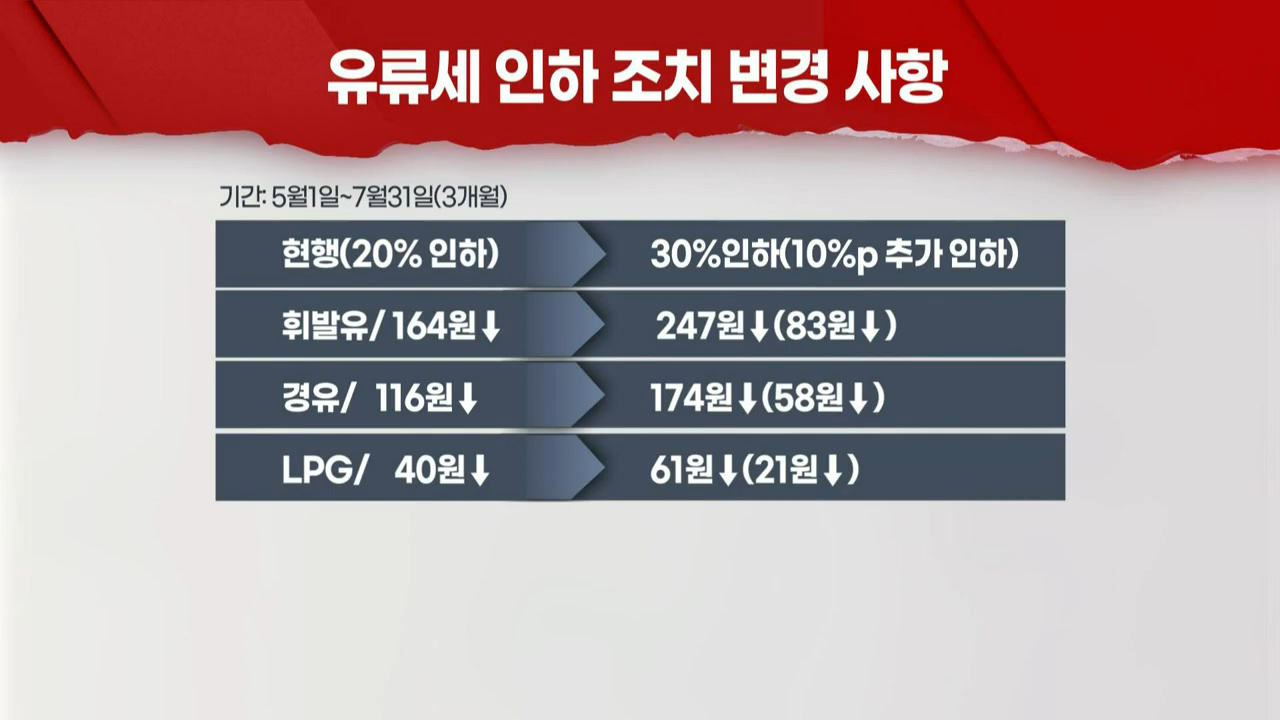 유류세 인하 조치 변경 사항
기간: 5월1일~7월31일(3개월)
현행(20% 인하) 30%인하(10%p 추가 인하)
휘발유/ 164원⬇ 247원⬇(83원⬇)
경유/ 116원⬇ 174원⬇(58원⬇)
LPG/ 40원⬇ 61원⬇(21원⬇)